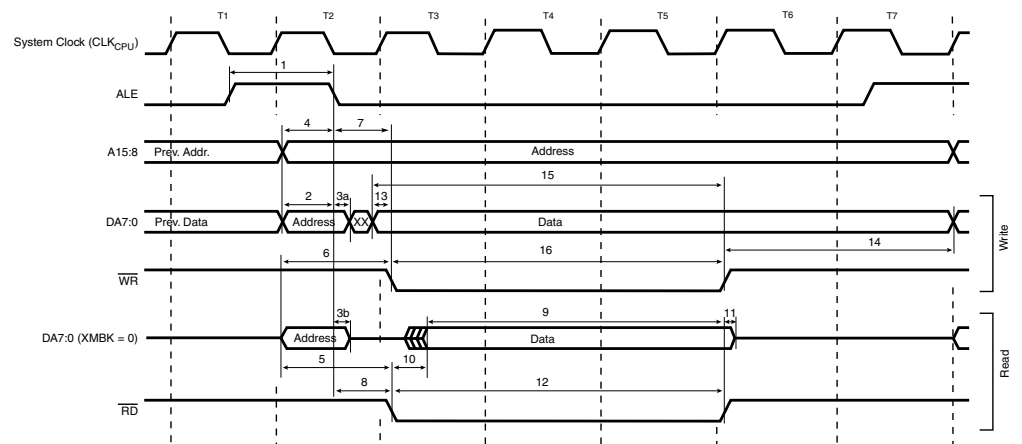 T1 T2 T3 T4 T5 T6 T7
System Clock (CLKCPU)
1
ALE
4 7
A15:8 Prev. Addr. Address
15
2 3a 13
DA7:0 Prev. Data Address XX Data
14
6 16
WR
Write
3b 9 11
DA7:0 (XMBK = 0) Address Data
5 10
8 12
RD
Read